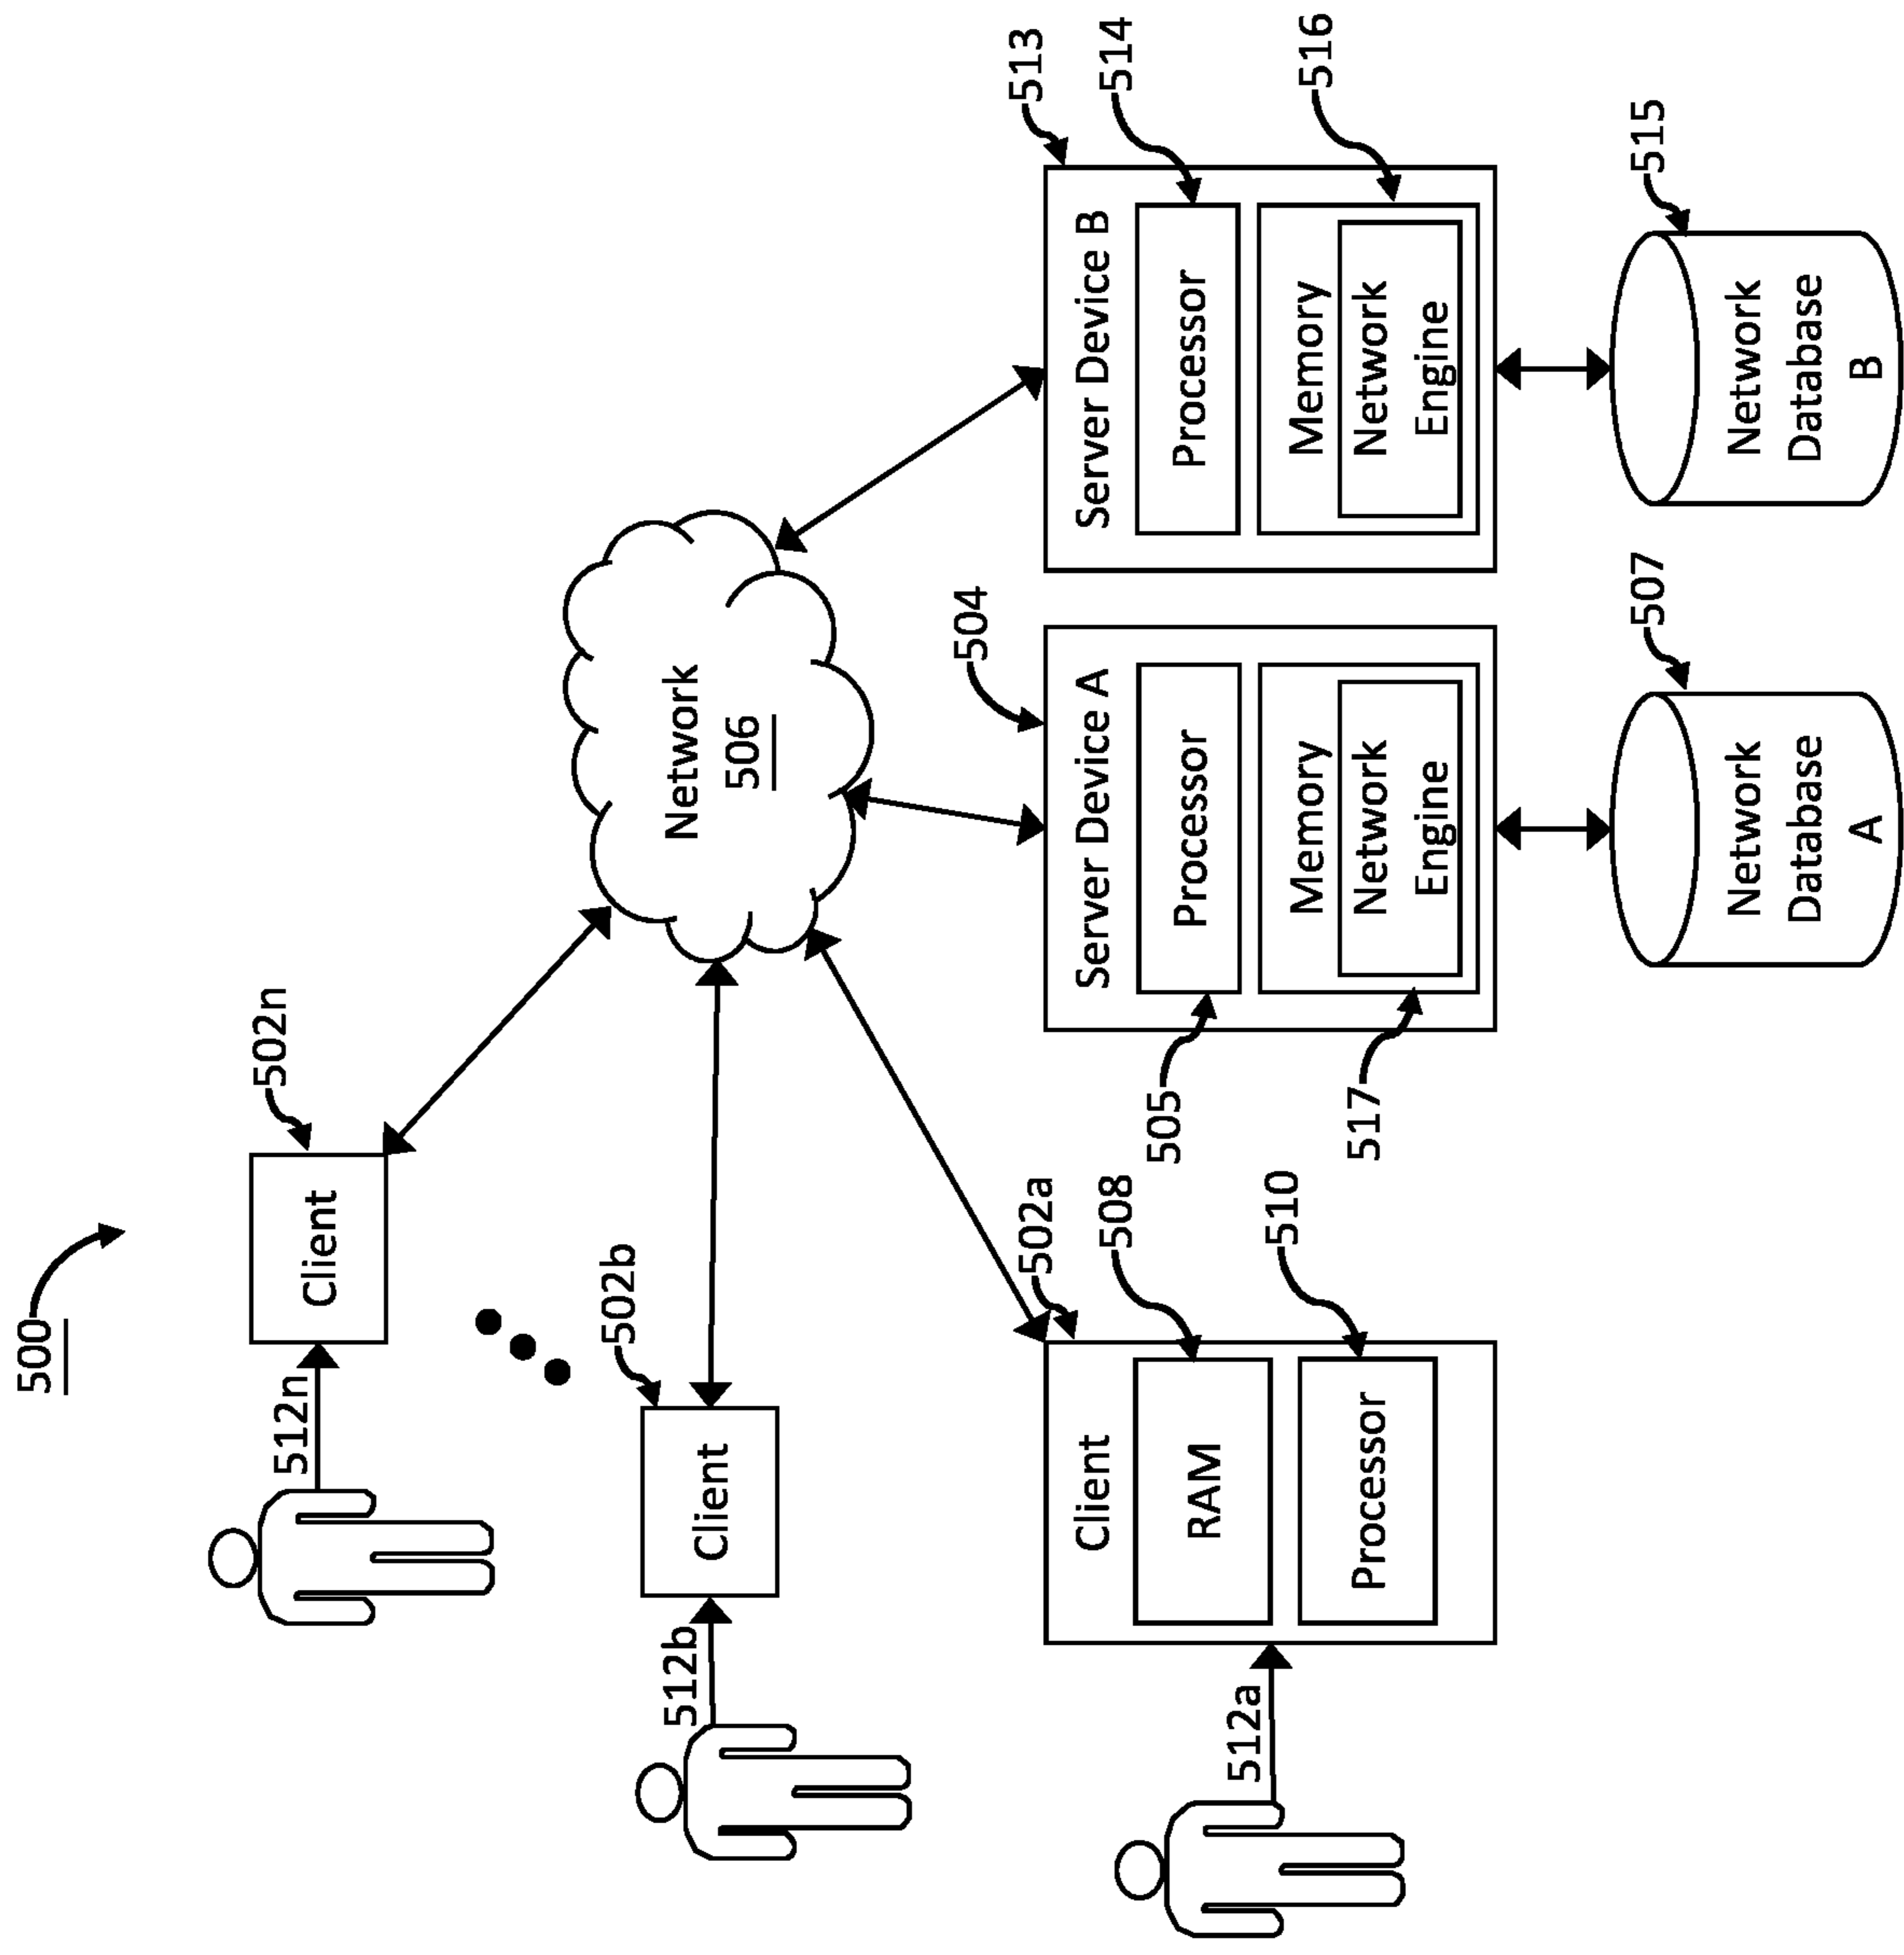 500
512n
Client
502n
512b
Client
502b
Network
506
512a
Client
RAM
Processor
502a
508
510
Server Device A
Processor
Memory
Network
Engine
504
505
517
Server Device B
Processor
Memory
Network
Engine
513
514
516
Network
Database
A
507
Network
Database
B
515